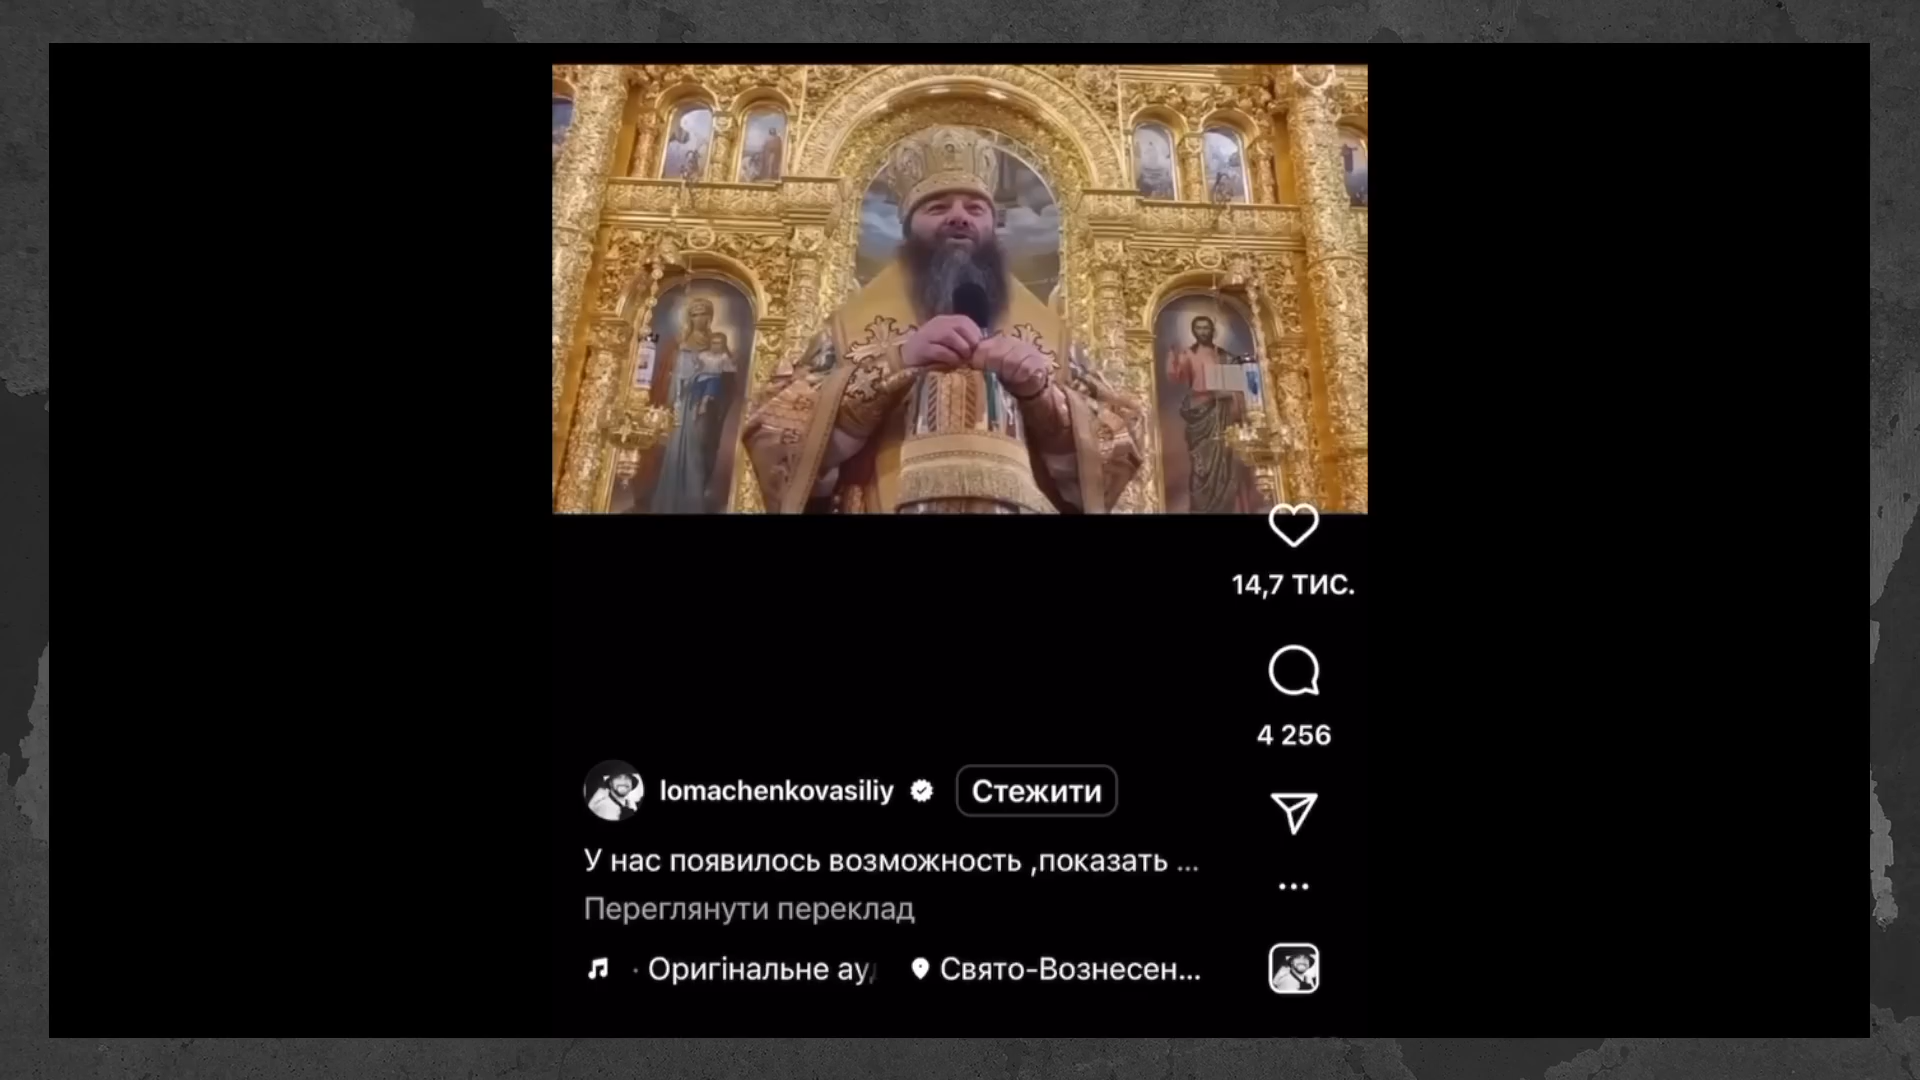 14,7 ТИС.
4 256
lomachenkovasiliy
Стежити
У нас появилось возможность ,показать ...
Переглянути переклад
· Оригінальне ау
Свято-Вознесен...